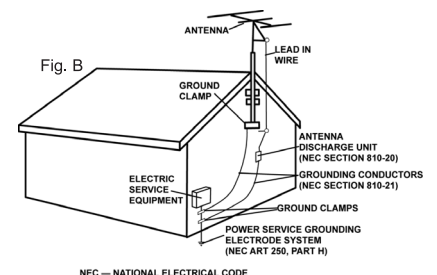 ANTENNA
LEAD IN
WIRE
Fig. B
GROUND
CLAMP
ANTENNA
DISCHARGE UNIT
(NEC SECTION 810-20)
ELECTRIC
SERVICE
EQUIPMENT
GROUNDING CONDUCTORS
(NEC SECTION 810-21)
GROUND CLAMPS
POWER SERVICE GROUNDING
ELECTRODE SYSTEM
(NEC ART 250, PART H)
NEC — NATIONAL ELECTRICAL CODE